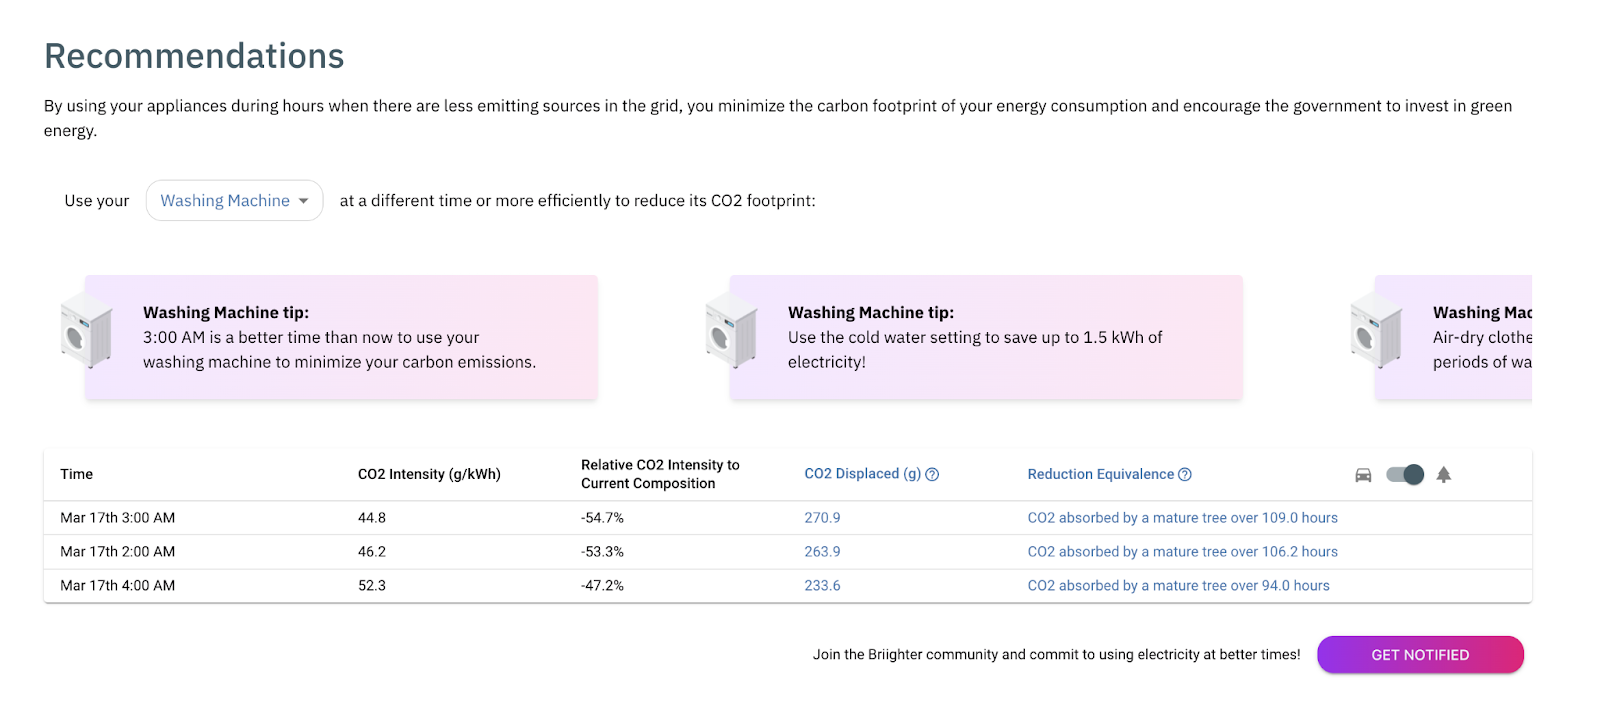 Recommendations
By using your appliances during hours when there are less emitting sources in the grid, you minimize the carbon footprint of your energy consumption and encourage the government to invest in green
energy.
Use your Washing Machine at a different time or more efficiently to reduce its CO2 footprint:
Washing Machine tip:
3:00 AM is a better time than now to use your
washing machine to minimize your carbon emissions.
Washing Machine tip:
Use the cold water setting to save up to 1.5 kWh of
electricity!
Washing Mac
Air-dry clothe
periods of wa
Time CO2 Intensity (g/kWh) Relative CO2 Intensity to
Current Composition CO2 Displaced (g) Reduction Equivalence
Mar 17th 3:00 AM 44.8 -54.7% 270.9 CO2 absorbed by a mature tree over 109.0 hours
Mar 17th 2:00 AM 46.2 -53.3% 263.9 CO2 absorbed by a mature tree over 106.2 hours
Mar 17th 4:00 AM 52.3 -47.2% 233.6 CO2 absorbed by a mature tree over 94.0 hours
Join the Briighter community and commit to using electricity at better times! GET NOTIFIED